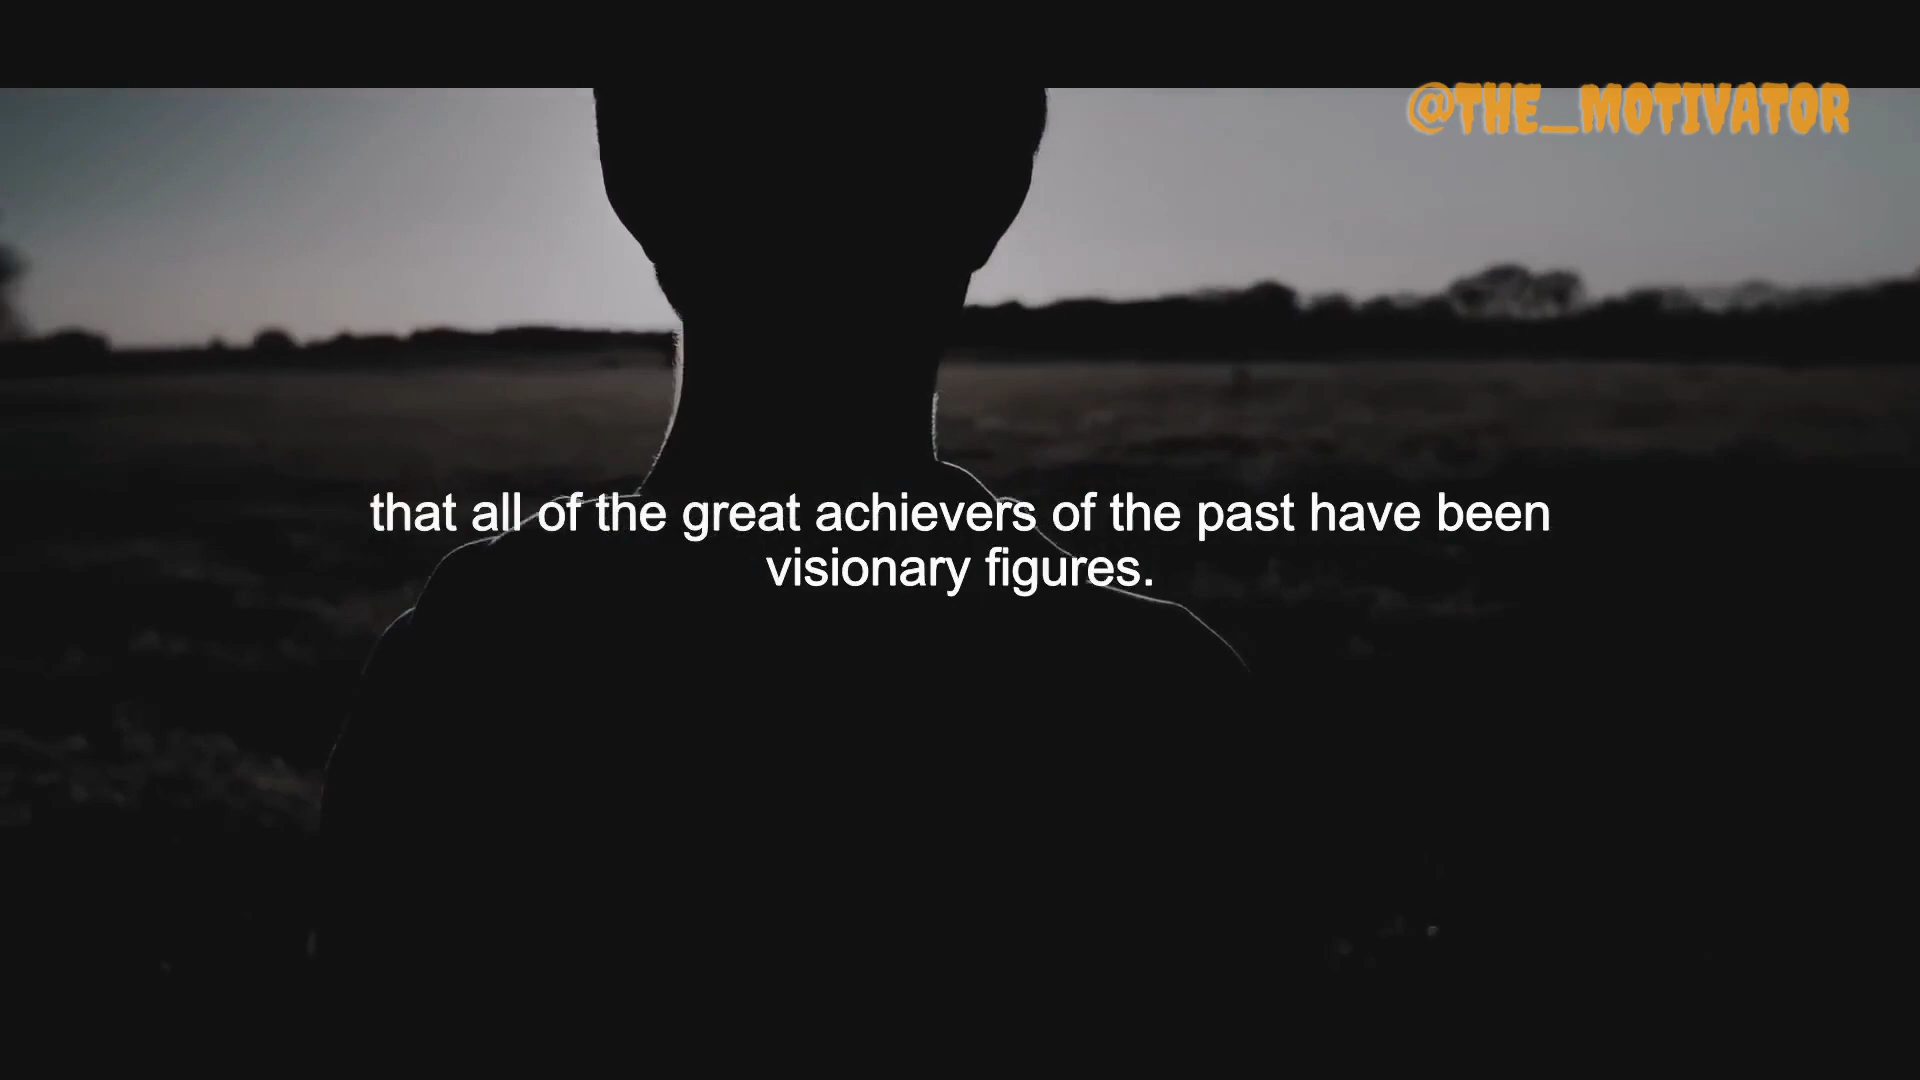 @THE_MOTIVATOR
that all of the great achievers of the past have been
visionary figures.